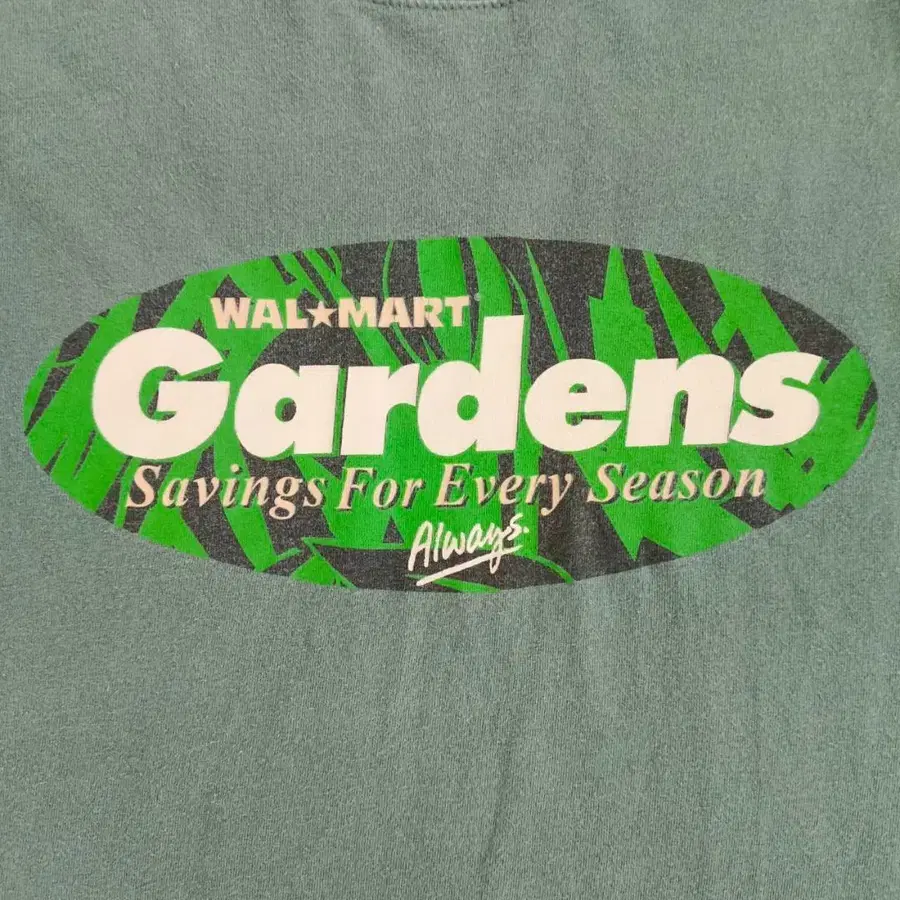 WAL★MART®
Gardens
Savings For Every Season
Always.